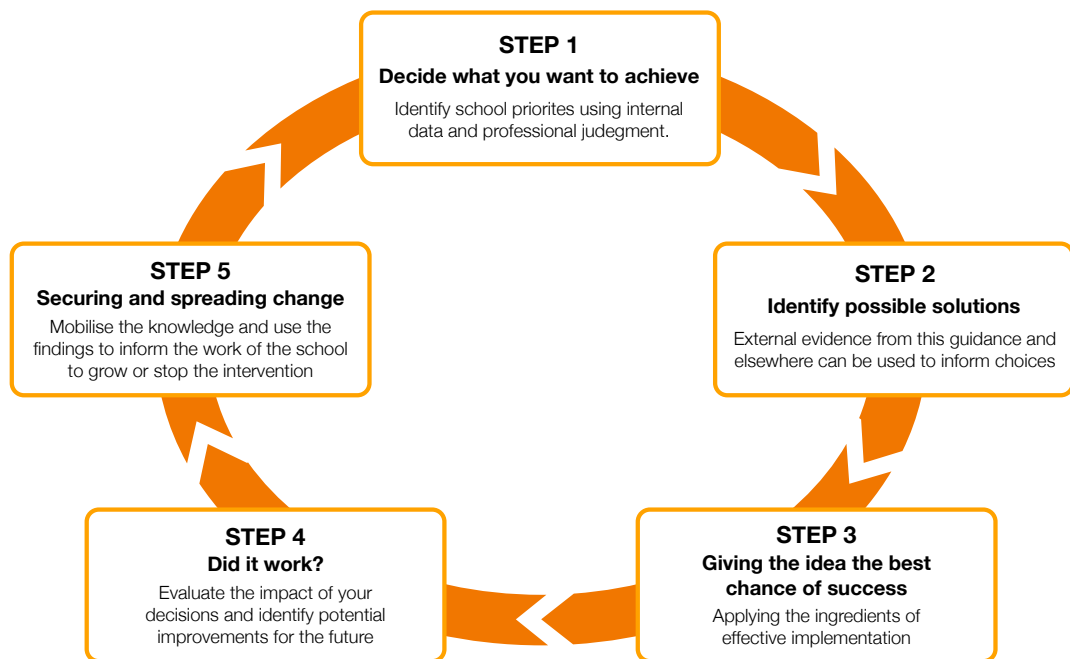 STEP 1
Decide what you want to achieve
Identify school priorites using internal
data and professional judegment.
STEP 2
Identify possible solutions
External evidence from this guidance and
elsewhere can be used to inform choices
STEP 3
Giving the idea the best
chance of success
Applying the ingredients of
effective implementation
STEP 4
Did it work?
Evaluate the impact of your
decisions and identify potential
improvements for the future
STEP 5
Securing and spreading change
Mobilise the knowledge and use the
findings to inform the work of the school
to grow or stop the intervention